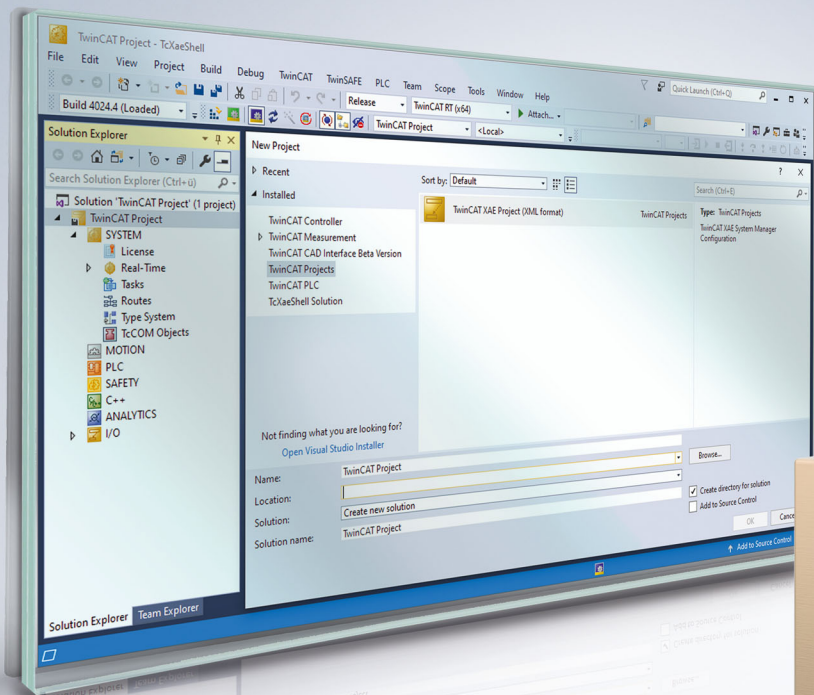 TwinCAT Project - TcXaeShell
File Edit View Project Build Debug TwinCAT TwinSAFE PLC Team Scope Tools Window Help
Quick Launch (Ctrl+Q)
Release TwinCAT RT (x64) Attach...
Build 4024.4 (Loaded) TwinCAT Project <Local>
Solution Explorer
Search Solution Explorer (Ctrl+ü)
Solution 'TwinCAT Project' (1 project)
TwinCAT Project
SYSTEM
License
Real-Time
Tasks
Routes
Type System
TcCOM Objects
MOTION
PLC
SAFETY
C++
ANALYTICS
I/O
Solution Explorer Team Explorer
New Project
? X
Recent
Installed
TwinCAT Controller
TwinCAT Measurement
TwinCAT CAD Interface Beta Version
TwinCAT Projects
TwinCAT PLC
TcXaeShell Solution
Not finding what you are looking for?
Open Visual Studio Installer
Sort by: Default
Search (Ctrl+E)
TwinCAT XAE Project (XML format) TwinCAT Projects
Type: TwinCAT Projects
TwinCAT XAE System Manager
Configuration
Name: TwinCAT Project
Location:
Browse...
Solution: Create new solution
Solution name: TwinCAT Project
Create directory for solution
Add to Source Control
OK Cance
Add to Source Control